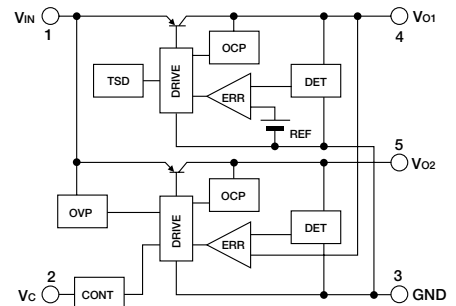 VIN
1
VO1
4
OCP
TSD
DRIVE
ERR
DET
REF
5
VO2
OVP
OCP
DRIVE
ERR
DET
2
VC
CONT
3
GND